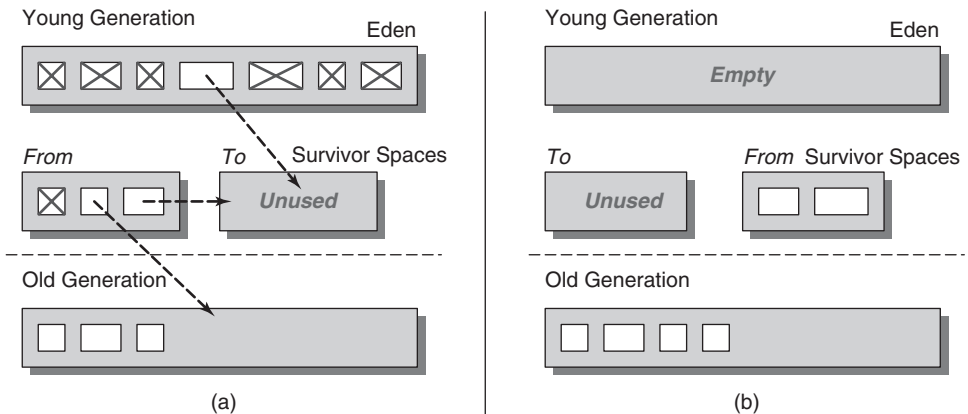 Young Generation
Eden
From
To
Survivor Spaces
Unused
Old Generation
(a)
Young Generation
Eden
Empty
To
From Survivor Spaces
Unused
Old Generation
(b)